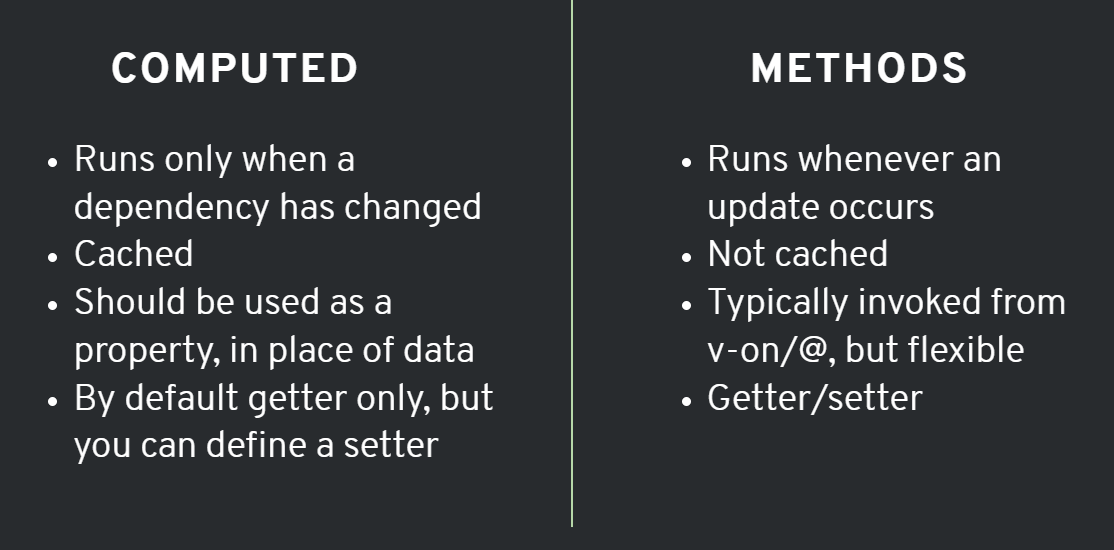 COMPUTED
• Runs only when a
dependency has changed
• Cached
• Should be used as a
property, in place of data
• By default getter only, but
you can define a setter
METHODS
• Runs whenever an
update occurs
• Not cached
• Typically invoked from
v-on/@, but flexible
• Getter/setter